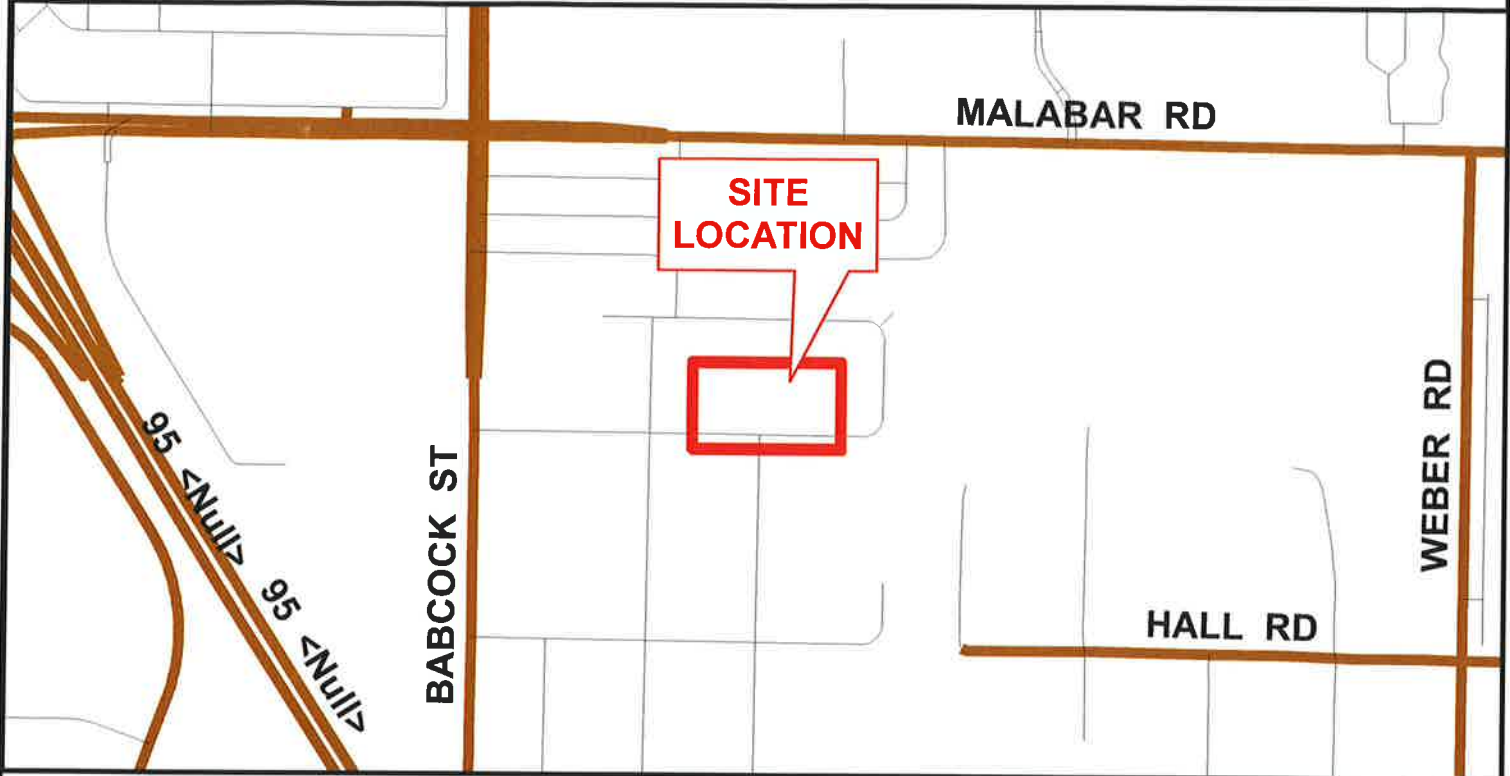 MALABAR RD
SITE
LOCATION
95 <Null>
95 <Null>
BABCOCK ST
WEBER RD
HALL RD